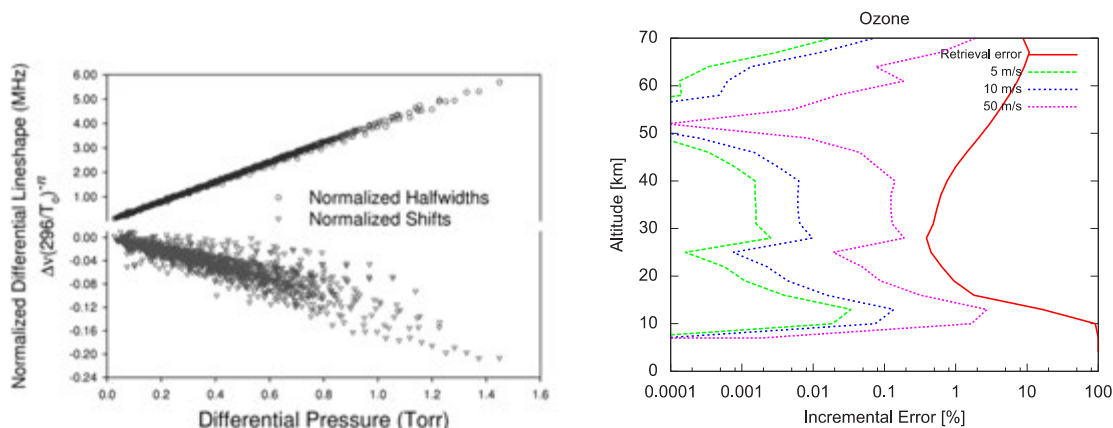 Normalized Differential Lineshape (MHz)
Δν(296/T₀)⁻ⁿ
6.00
5.00
4.00
3.00
2.00
1.00
0.00
-0.04
-0.08
-0.12
-0.16
-0.20
-0.24
Normalized Halfwidths
Normalized Shifts
0.0 0.2 0.4 0.6 0.8 1.0 1.2 1.4 1.6
Differential Pressure (Torr)
Ozone
Altitude [km]
70
60
50
40
30
20
10
0
Retrieval error
5 m/s
10 m/s
50 m/s
0.0001 0.001 0.01 0.1 1 10 100
Incremental Error [%]